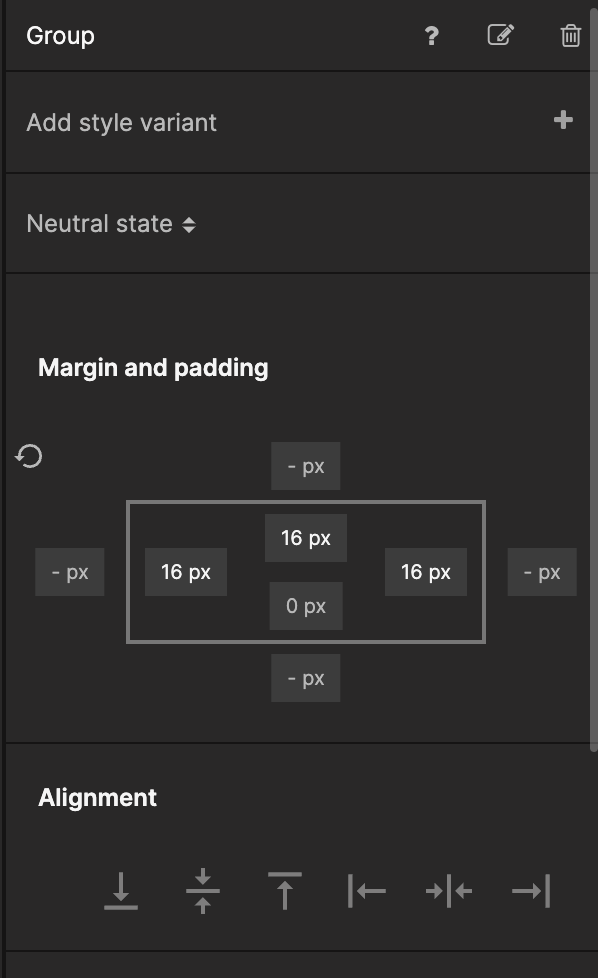 Group ?
Add style variant
Neutral state
Margin and padding
- px
16 px
- px 16 px 16 px - px
0 px
- px
Alignment